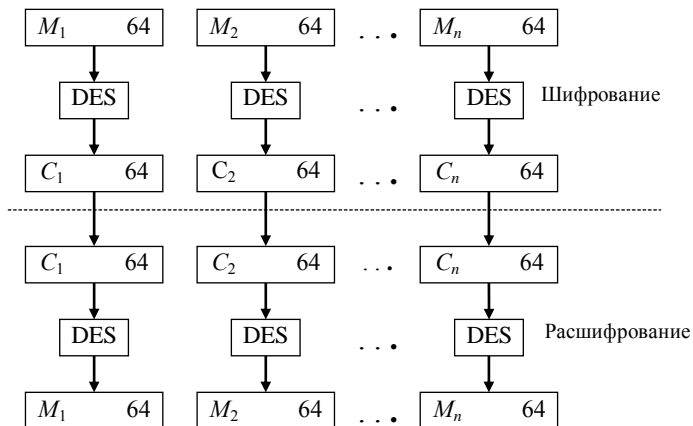 M₁ 64 M₂ 64 . . . Mₙ 64
DES DES . . . DES Шифрование
C₁ 64 C₂ 64 . . . Cₙ 64
C₁ 64 C₂ 64 . . . Cₙ 64
DES DES . . . DES Расшифрование
M₁ 64 M₂ 64 . . . Mₙ 64